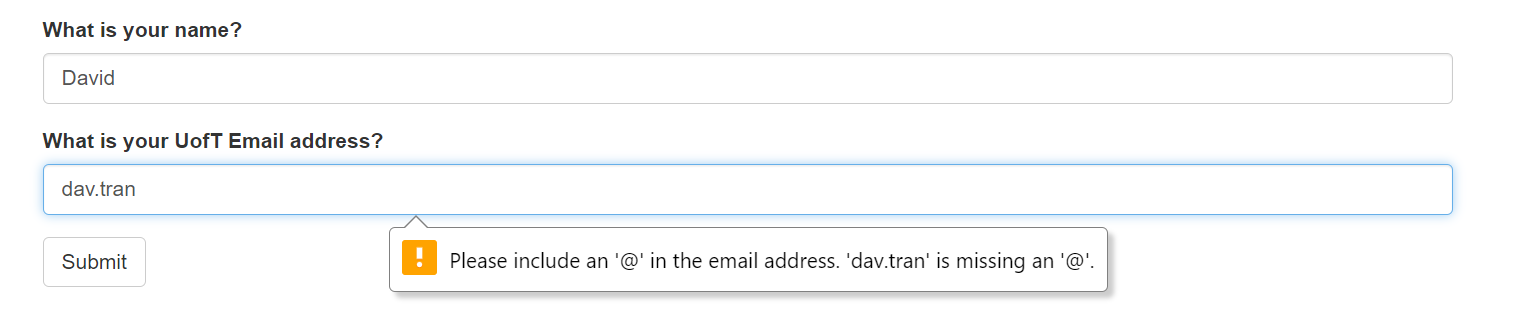 What is your name?
David
What is your UofT Email address?
dav.tran
Submit
! Please include an '@' in the email address. 'dav.tran' is missing an '@'.